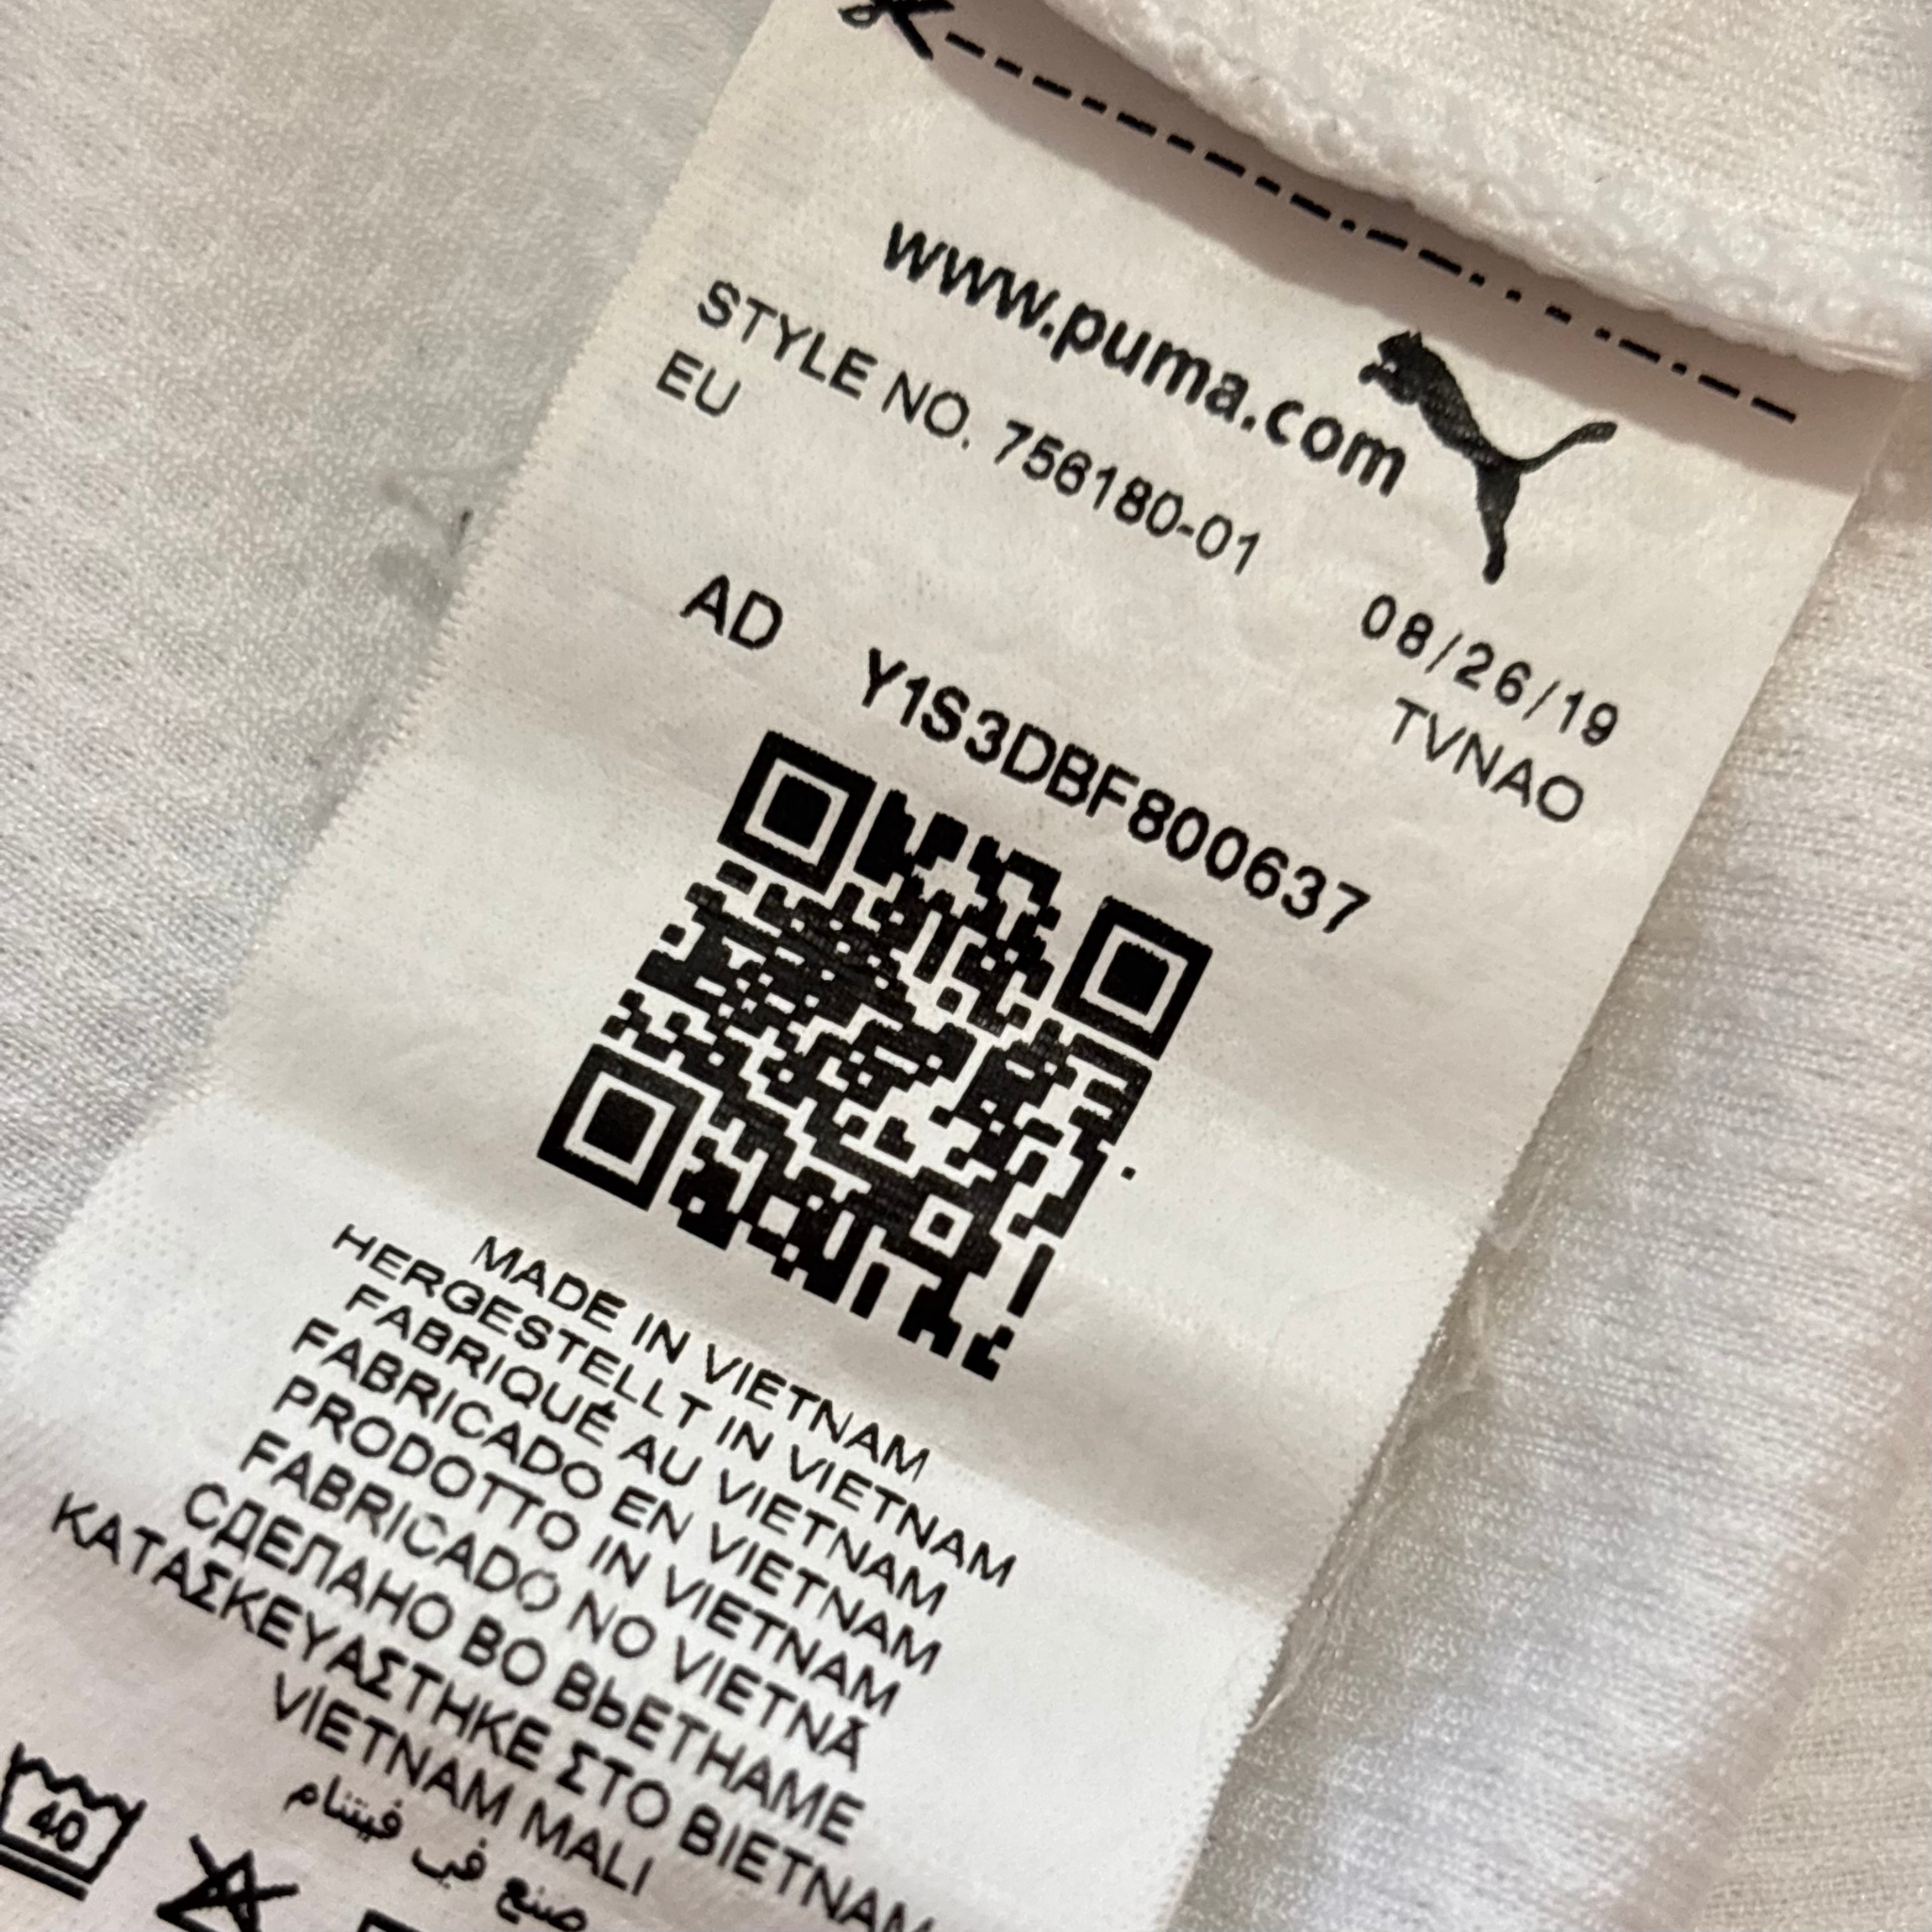 www.puma.com
STYLE NO. 756180-01
EU
08/26/19
TVNAO
AD Y1S3DBF800637
MADE IN VIETNAM
HERGESTELLT IN VIETNAM
FABRIQUÉ AU VIETNAM
FABRICADO EN VIETNAM
PRODOTTO IN VIETNAM
FABRICADO NO VIETNÃ
СДЕЛАНО ВО ВЬЕТНАМЕ
ΚΑΤΑΣΚΕΥΑΣΤΗΚΕ ΣΤΟ ΒΙΕΤΝΑΜ
VİETNAM MALI
صنع في فيتنام
40